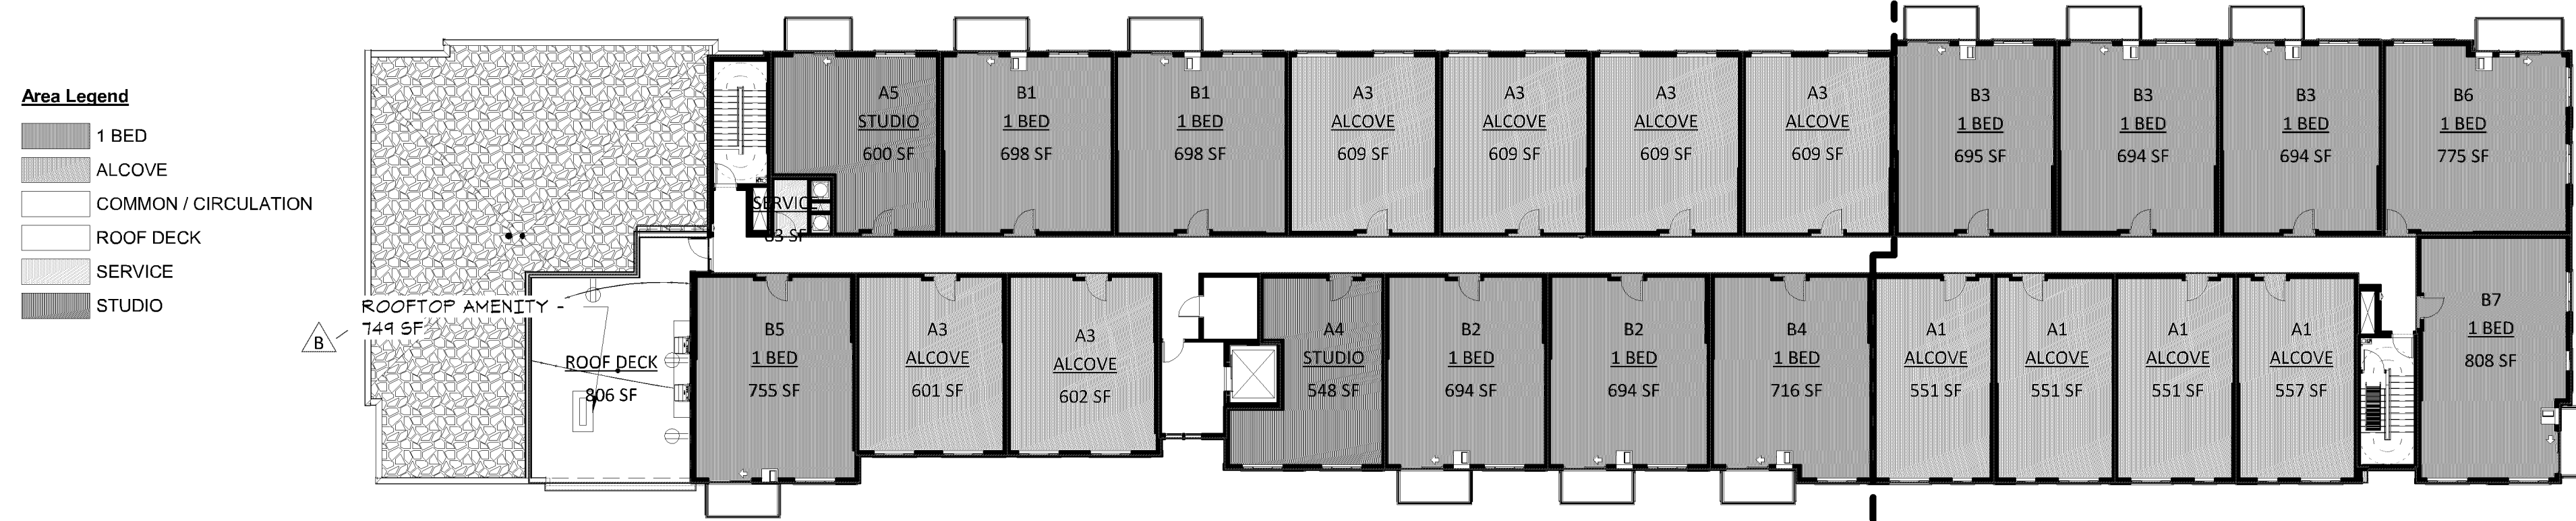 Area Legend
1 BED
ALCOVE
COMMON / CIRCULATION
ROOF DECK
SERVICE
STUDIO
A5
STUDIO
600 SF
B1
1 BED
698 SF
B1
1 BED
698 SF
A3
ALCOVE
609 SF
A3
ALCOVE
609 SF
A3
ALCOVE
609 SF
A3
ALCOVE
609 SF
B3
1 BED
695 SF
B3
1 BED
694 SF
B3
1 BED
694 SF
B6
1 BED
775 SF
SERVICE
63 SF
ROOFTOP AMENITY -
749 SF
B
ROOF DECK
806 SF
B5
1 BED
755 SF
A3
ALCOVE
601 SF
A3
ALCOVE
602 SF
A4
STUDIO
548 SF
B2
1 BED
694 SF
B2
1 BED
694 SF
B4
1 BED
716 SF
A1
ALCOVE
551 SF
A1
ALCOVE
551 SF
A1
ALCOVE
551 SF
A1
ALCOVE
557 SF
B7
1 BED
808 SF